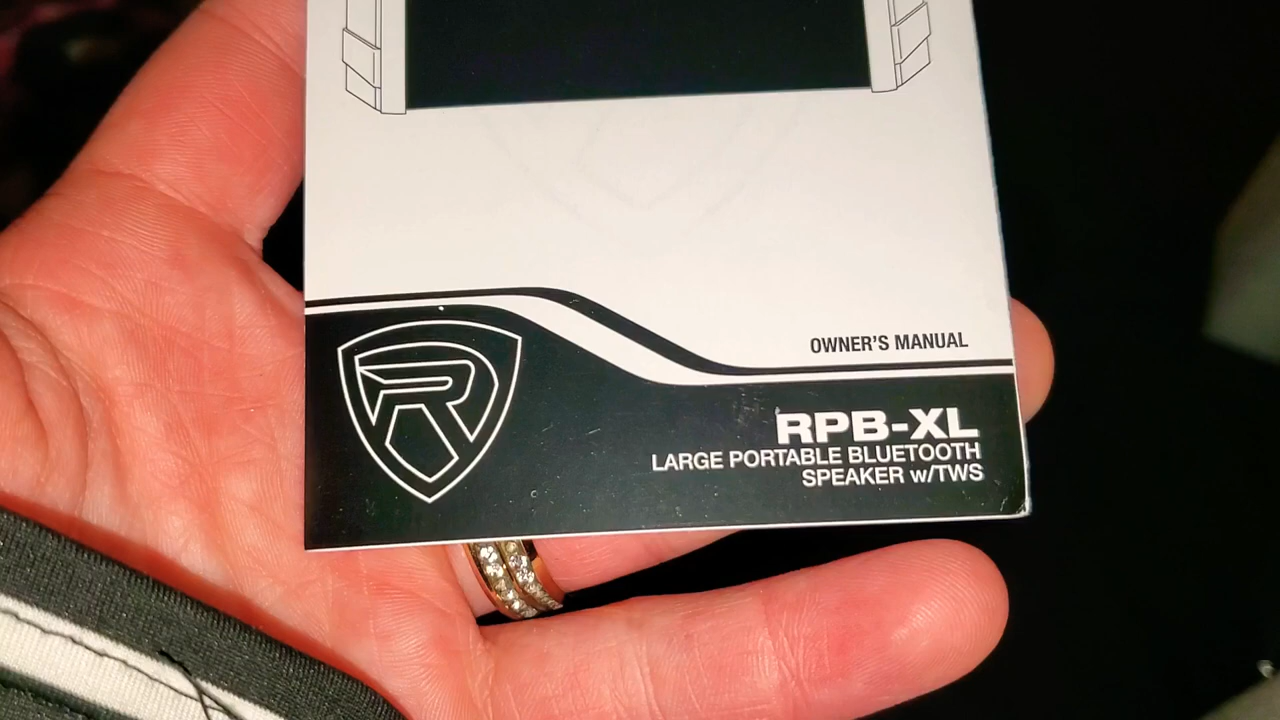 OWNER'S MANUAL
RPB-XL
LARGE PORTABLE BLUETOOTH
SPEAKER w/TWS